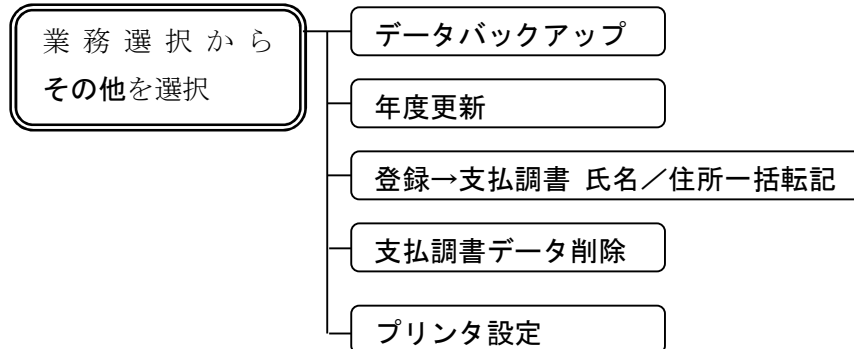 業務選択から
その他を選択
データバックアップ
年度更新
登録→支払調書 氏名／住所一括転記
支払調書データ削除
プリンタ設定